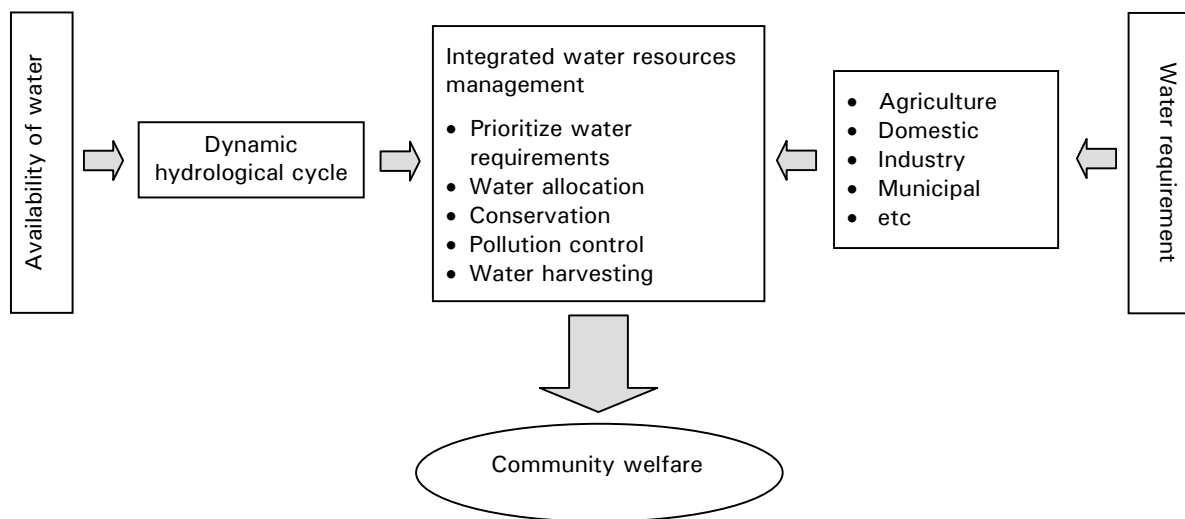 Availability of water
Dynamic
hydrological cycle
Integrated water resources
management
• Prioritize water
requirements
• Water allocation
• Conservation
• Pollution control
• Water harvesting
• Agriculture
• Domestic
• Industry
• Municipal
• etc
Water requirement
Community welfare